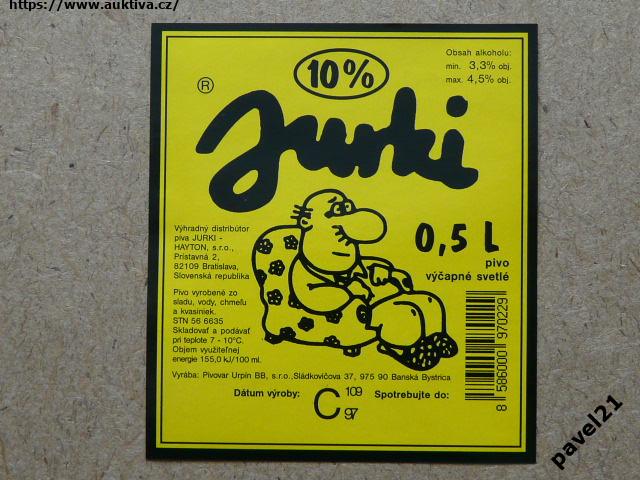 https://www.auktiva.cz/
10%
Obsah alkoholu:
min. 3,3% obj.
max. 4,5% obj.
®
Jurki
0,5 L
pivo
výčapné svetlé
Výhradný distribútor
piva JURKI -
HAYTON, s.r.o.,
Prístavná 2,
82109 Bratislava,
Slovenská republika
Pivo vyrobené zo
sladu, vody, chmeľu
a kvasiniek.
STN 56 6635
Skladovať a podávať
pri teplote 7 - 10°C.
Objem využiteľnej
energie 155,0 kJ/100 ml.
8 586000 970229
Vyrába: Pivovar Urpín BB, s.r.o.,Sládkovičova 37, 975 90 Banská Bystrica
Dátum výroby: C 109 97 Spotrebujte do:
pavel21